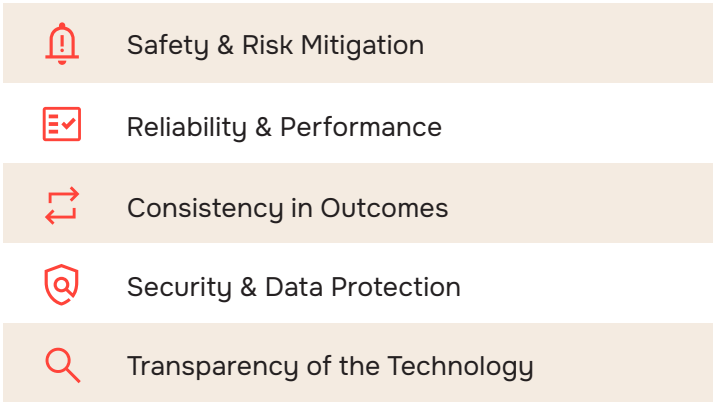 Safety & Risk Mitigation
Reliability & Performance
Consistency in Outcomes
Security & Data Protection
Transparency of the Technology